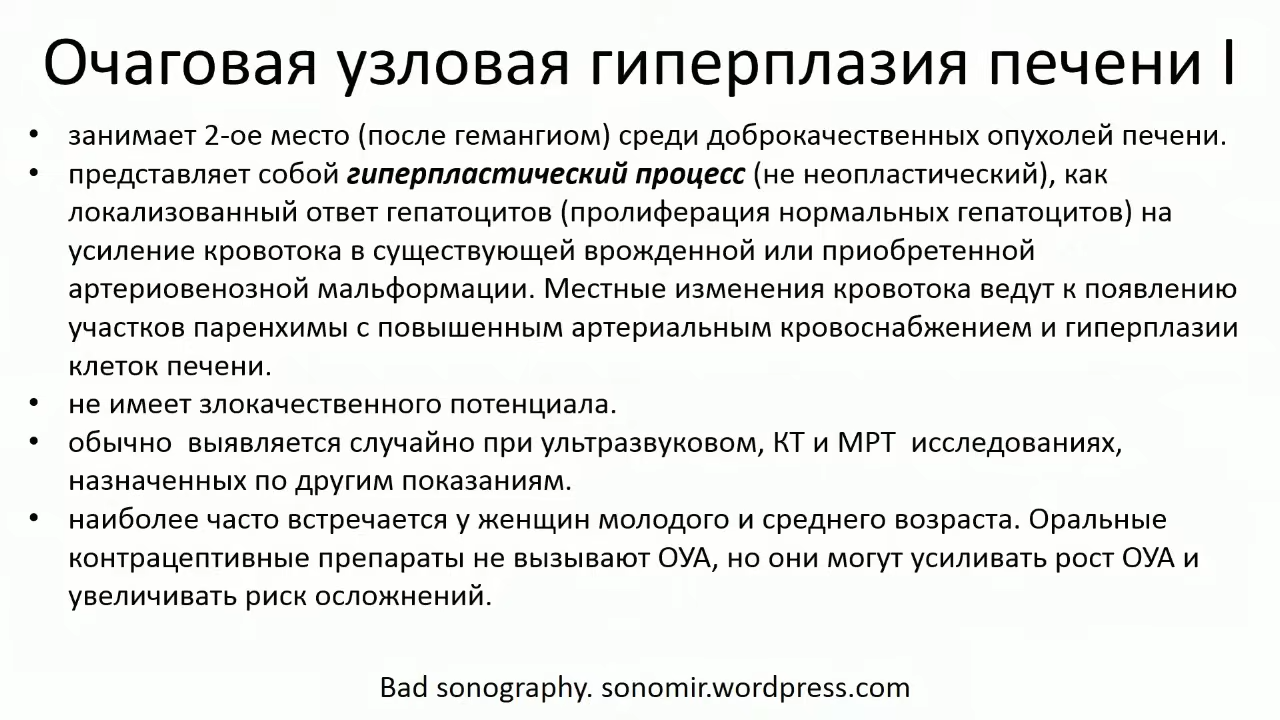 Очаговая узловая гиперплазия печени I
• занимает 2-ое место (после гемангиом) среди доброкачественных опухолей печени.
• представляет собой гиперпластический процесс (не неопластический), как
локализованный ответ гепатоцитов (пролиферация нормальных гепатоцитов) на
усиление кровотока в существующей врожденной или приобретенной
артериовенозной мальформации. Местные изменения кровотока ведут к появлению
участков паренхимы с повышенным артериальным кровоснабжением и гиперплазии
клеток печени.
• не имеет злокачественного потенциала.
• обычно  выявляется случайно при ультразвуковом, КТ и МРТ  исследованиях,
назначенных по другим показаниям.
• наиболее часто встречается у женщин молодого и среднего возраста. Оральные
контрацептивные препараты не вызывают ОУА, но они могут усиливать рост ОУА и
увеличивать риск осложнений.
Bad sonography. sonomir.wordpress.com